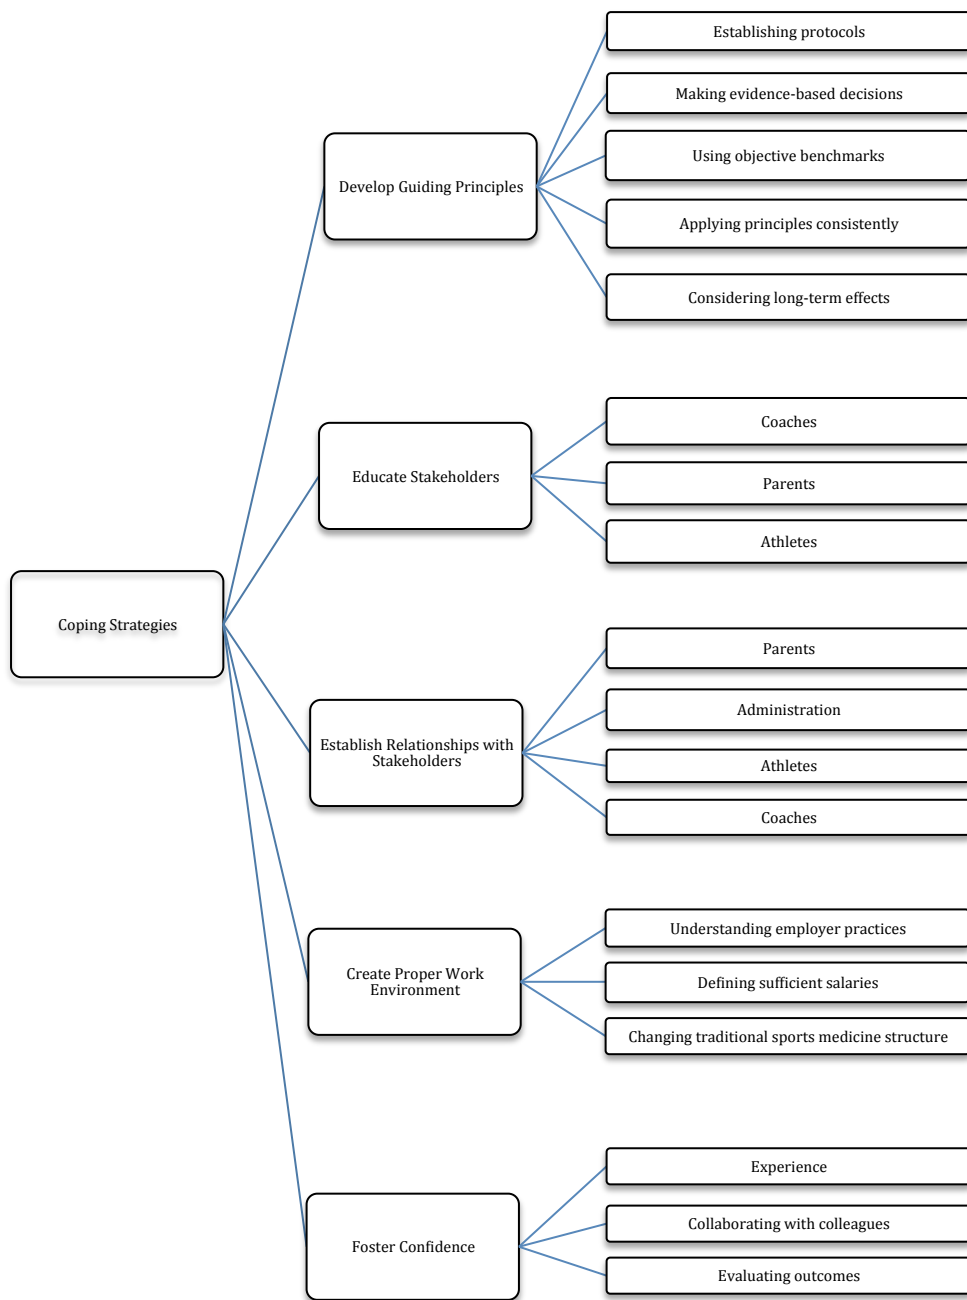 Coping Strategies
Develop Guiding Principles
Establishing protocols
Making evidence-based decisions
Using objective benchmarks
Applying principles consistently
Considering long-term effects
Educate Stakeholders
Coaches
Parents
Athletes
Establish Relationships with
Stakeholders
Parents
Administration
Athletes
Coaches
Create Proper Work
Environment
Understanding employer practices
Defining sufficient salaries
Changing traditional sports medicine structure
Foster Confidence
Experience
Collaborating with colleagues
Evaluating outcomes